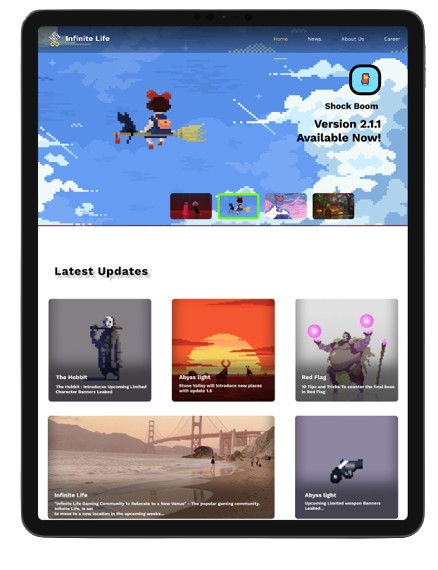 Infinite Life
Home News About Us Career
Shock Boom
Version 2.1.1
Available Now!
Latest Updates
The Hobbit
The Hobbit : Introduces Upcoming Limited
Character Banners Leaked
Abyss light
Stone Valley will Introduce new places
with update 1.6
Red Flag
10 Tips and Tricks To counter the final boss
in Red Flag
Infinite Life
"Infinite Life Gaming Community to Relocate to a New Venue" - The popular gaming community,
Infinite Life, is set
to move to a new location in the upcoming weeks...
Abyss light
Upcoming Limited weapon Banners
Leaked...